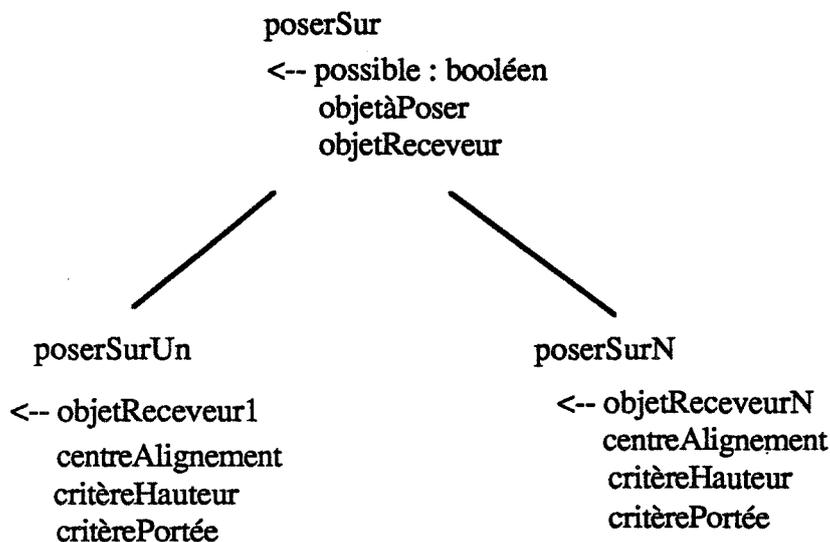 poserSur
<-- possible : booléen
objetàPoser
objetReceveur
poserSurUn
<-- objetReceveur1
centreAlignement
critèreHauteur
critèrePortée
poserSurN
<-- objetReceveurN
centreAlignement
critèreHauteur
critèrePortée